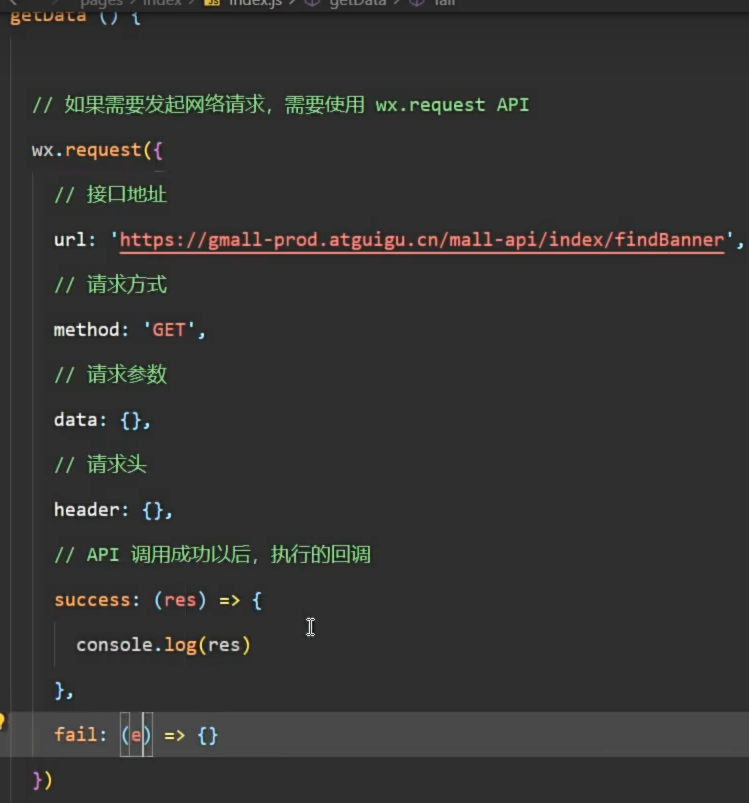 pages > index > JS index.js > getData > fail
getData () {
// 如果需要发起网络请求，需要使用 wx.request API
wx.request({
// 接口地址
url: 'https://gmall-prod.atguigu.cn/mall-api/index/findBanner',
// 请求方式
method: 'GET',
// 请求参数
data: {},
// 请求头
header: {},
// API 调用成功以后，执行的回调
success: (res) => {
console.log(res)
},
fail: (e) => {}
})